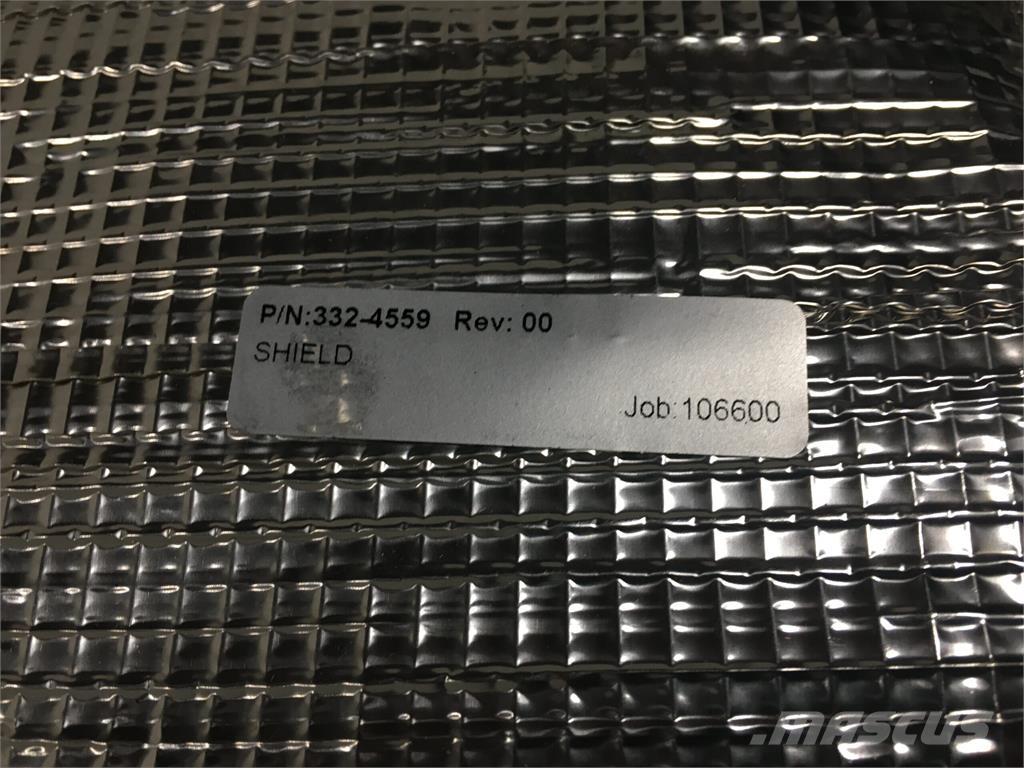 P/N:332-4559 Rev: 00
SHIELD
Job:106600
MASCUS